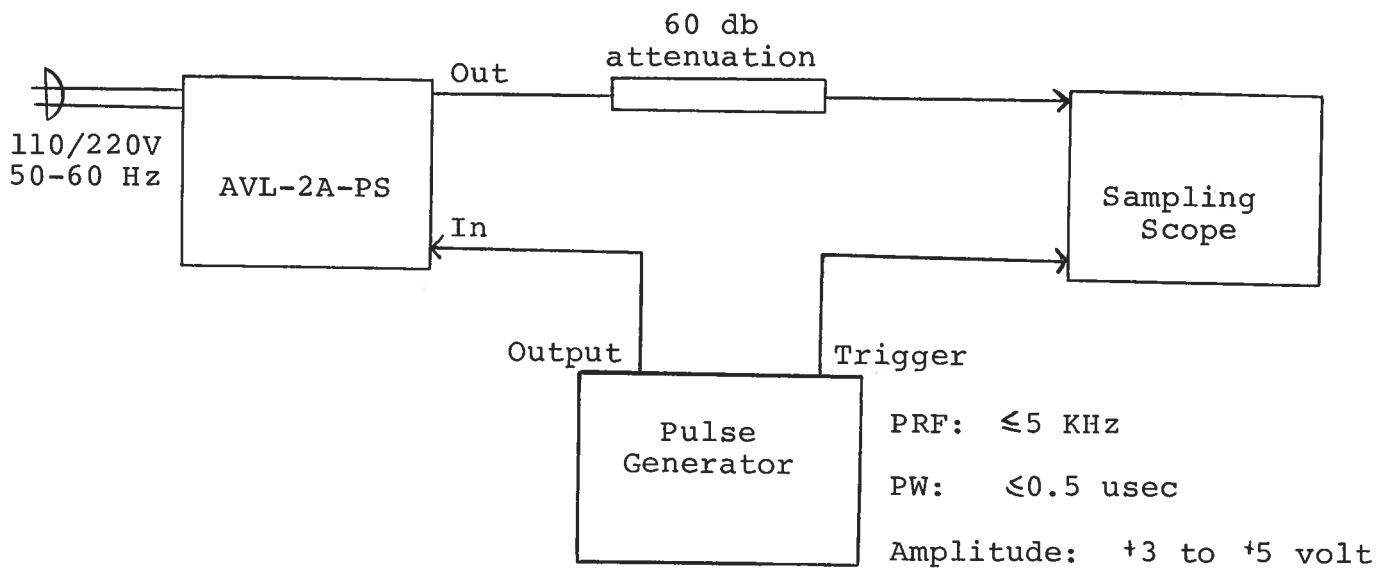 60 db
attenuation
Out
110/220V
50-60 Hz
AVL-2A-PS
In
Sampling
Scope
Output
Trigger
Pulse
Generator
PRF: ≤5 KHz
PW: ≤0.5 usec
Amplitude: +3 to +5 volt